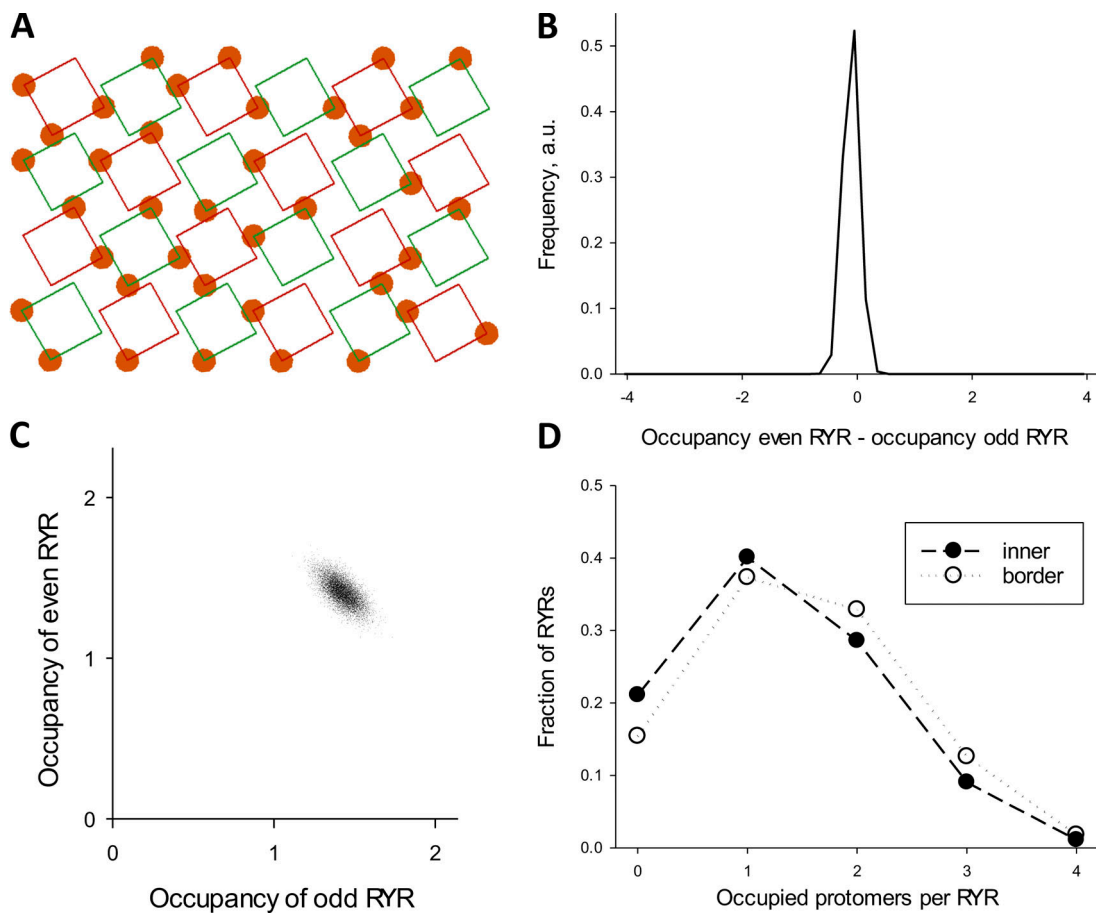 A
B
0.5
0.4
0.3
0.2
0.1
0.0
Frequency, a.u.
-4
-2
0
2
4
Occupancy even RYR - occupancy odd RYR
C
2
1
0
Occupancy of even RYR
0
1
2
Occupancy of odd RYR
D
0.5
0.4
0.3
0.2
0.1
0.0
Fraction of RYRs
inner
border
0
1
2
3
4
Occupied protomers per RYR